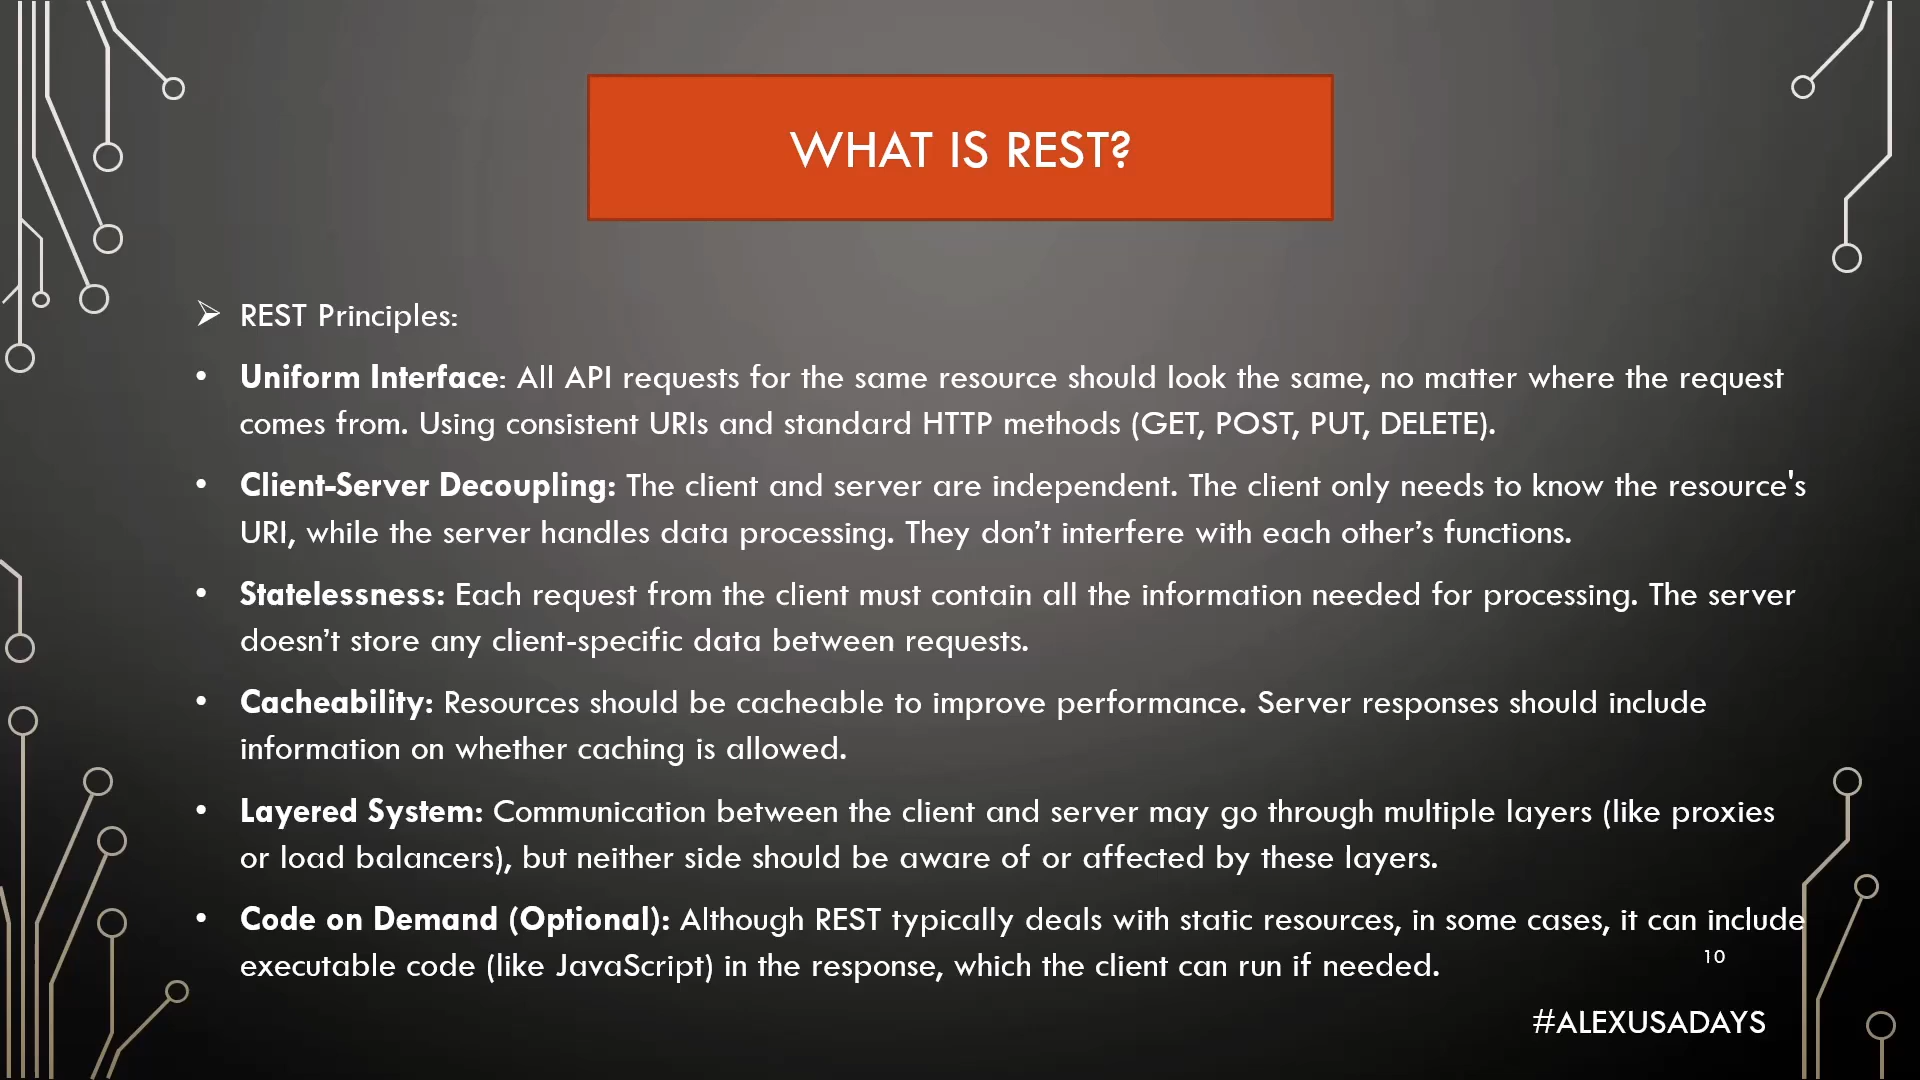 WHAT IS REST?
REST Principles:
• Uniform Interface: All API requests for the same resource should look the same, no matter where the request
comes from. Using consistent URIs and standard HTTP methods (GET, POST, PUT, DELETE).
• Client-Server Decoupling: The client and server are independent. The client only needs to know the resource's
URI, while the server handles data processing. They don’t interfere with each other’s functions.
• Statelessness: Each request from the client must contain all the information needed for processing. The server
doesn’t store any client-specific data between requests.
• Cacheability: Resources should be cacheable to improve performance. Server responses should include
information on whether caching is allowed.
• Layered System: Communication between the client and server may go through multiple layers (like proxies
or load balancers), but neither side should be aware of or affected by these layers.
• Code on Demand (Optional): Although REST typically deals with static resources, in some cases, it can include
executable code (like JavaScript) in the response, which the client can run if needed.
10
#ALEXUSADAYS